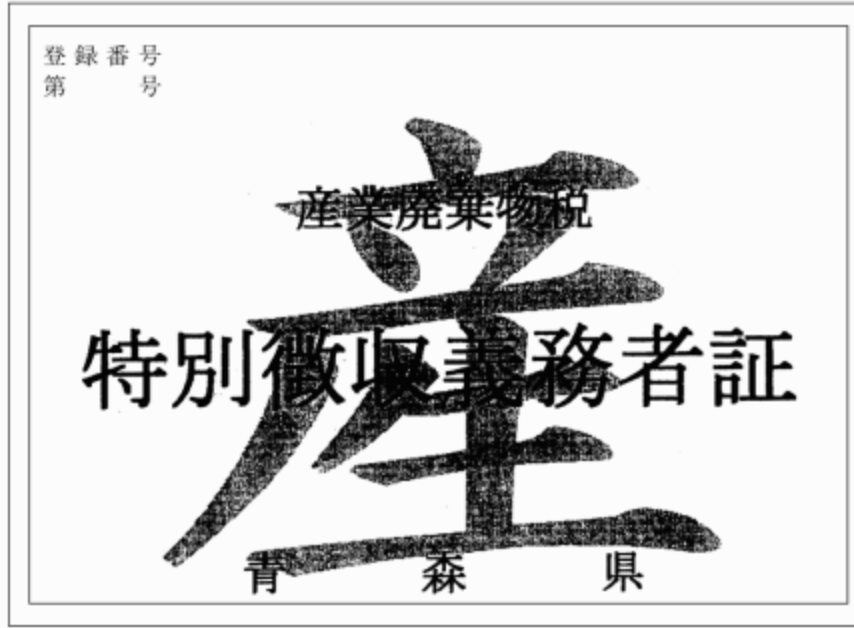 登録番号
第　　号
産
産業廃棄物税
特別徴収義務者証
青森県